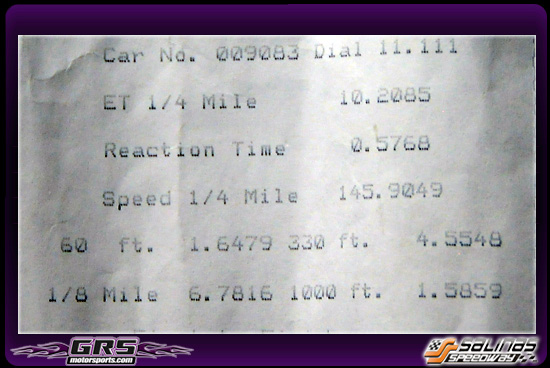 Car No. 009083 Dial 11.111
ET 1/4 Mile 10.2085
Reaction Time 0.5768
Speed 1/4 Mile 145.9049
60 ft. 1.6479 330 ft. 4.5548
1/8 Mile 6.7816 1000 ft. 1.5859
GRS
motorsports.com
Salinas
Speedway